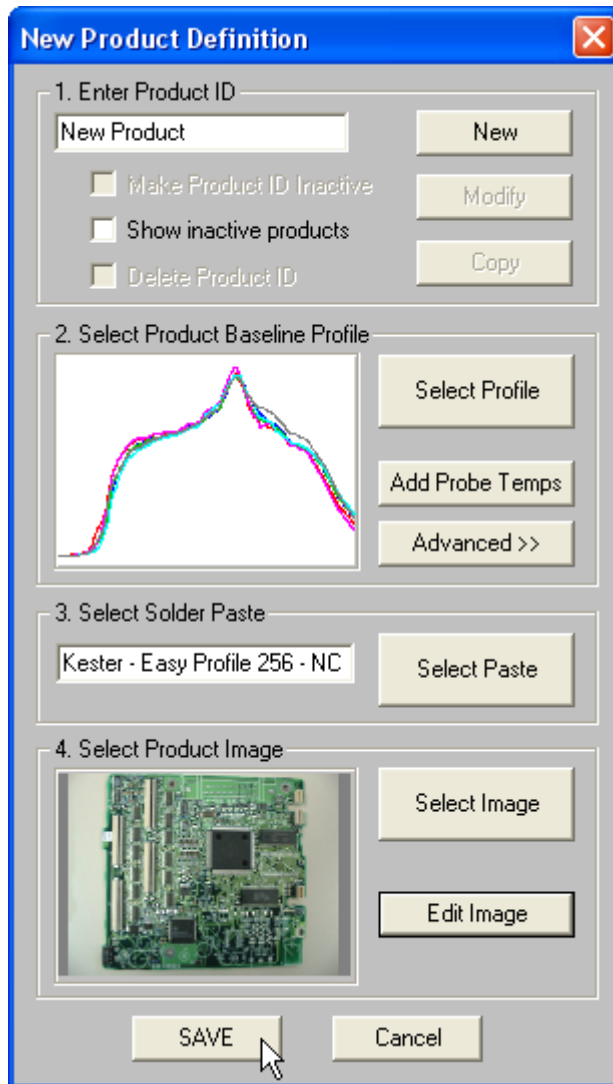 New Product Definition
1. Enter Product ID
New Product
New
Make Product ID Inactive
Modify
Show inactive products
Copy
Delete Product ID
2. Select Product Baseline Profile
Select Profile
Add Probe Temps
Advanced >>
3. Select Solder Paste
Kester - Easy Profile 256 - NC
Select Paste
4. Select Product Image
Select Image
Edit Image
SAVE
Cancel